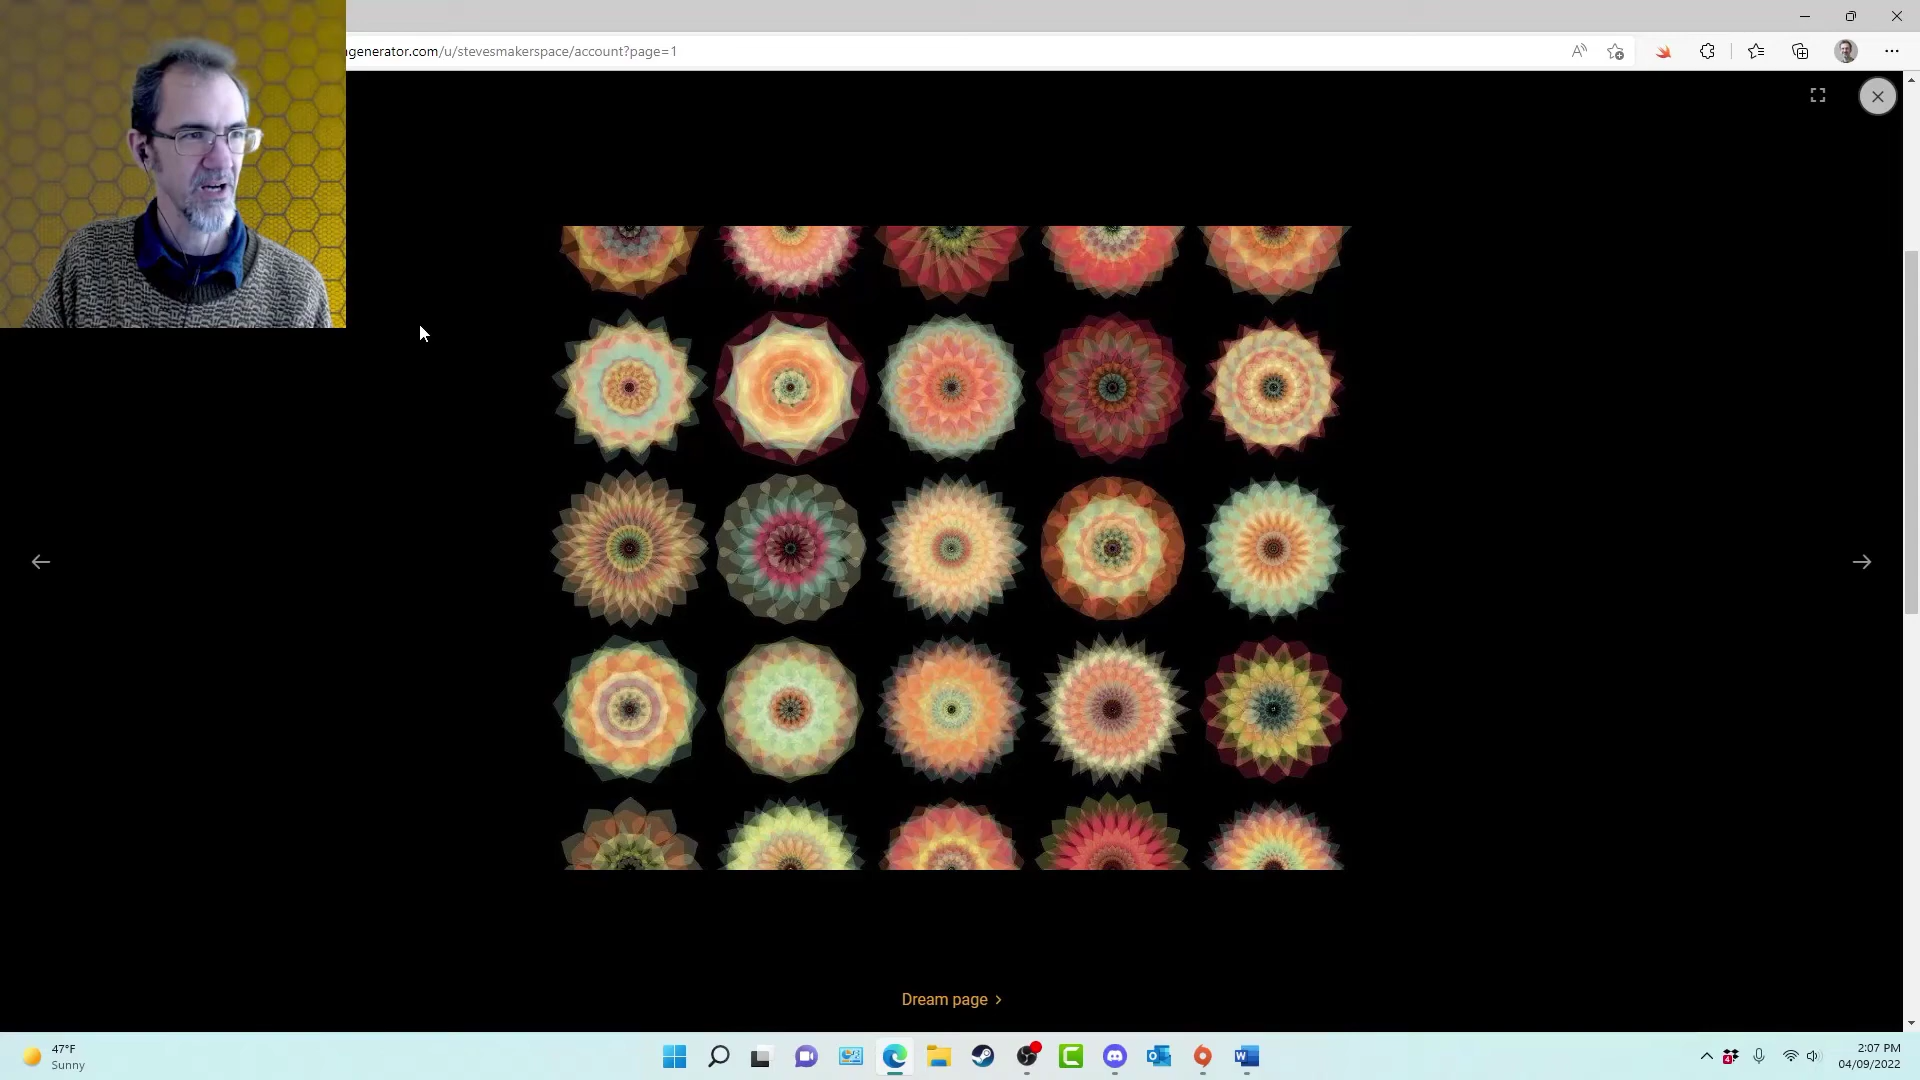 generator.com/u/stevesmakerspace/account?page=1
Dream page
47°F
Sunny
2:07 PM
04/09/2022